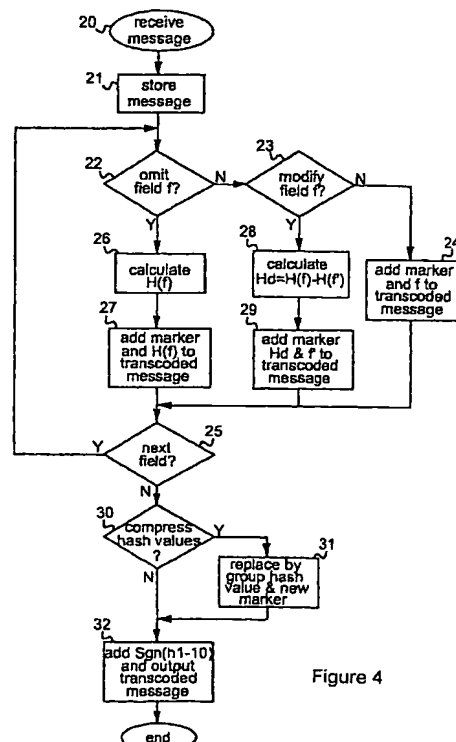 20
receive
message
21
store
message
22
omit
field f?
N
Y
23
modify
field f?
N
Y
26
calculate
H(f)
28
calculate
Hd=H(f)-H(f')
24
add marker
and f to
transcoded
message
27
add marker
and H(f) to
transcoded
message
29
add marker
Hd & f' to
transcoded
message
25
Y
next
field?
N
30
compress
hash values
?
Y
N
31
replace by
group hash
value & new
marker
32
add Sgn(h1-10)
and output
transcoded
message
end
Figure 4